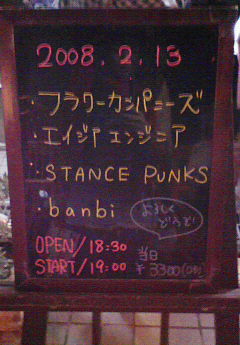 2008.2.13
・フラワーカンパニーズ
・エイジア エンジニア
・STANCE PUNKS
・banbi
よろしく
どうぞ!
OPEN/18:30
START/19:00
当日
¥3300